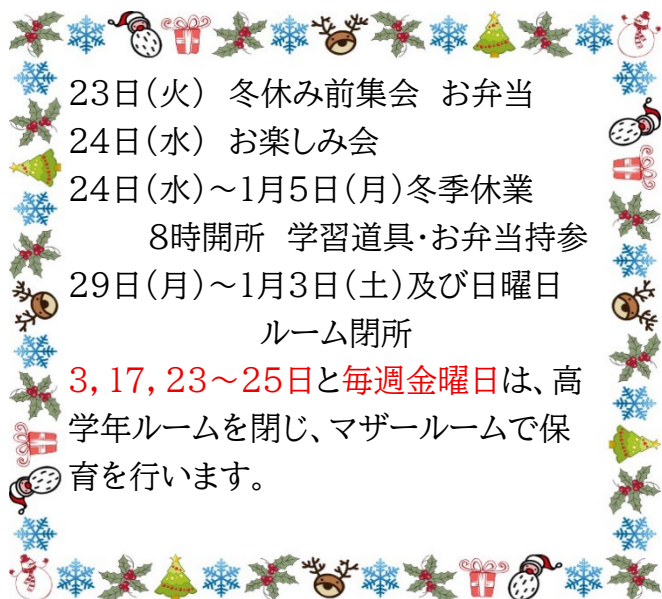 23日(火) 冬休み前集会 お弁当
24日(水) お楽しみ会
24日(水)～1月5日(月)冬季休業
8時開所 学習道具・お弁当持参
29日(月)～1月3日(土)及び日曜日
ルーム閉所
3,17,23～25日と毎週金曜日は、高
学年ルームを閉じ、マザールームで保
育を行います。